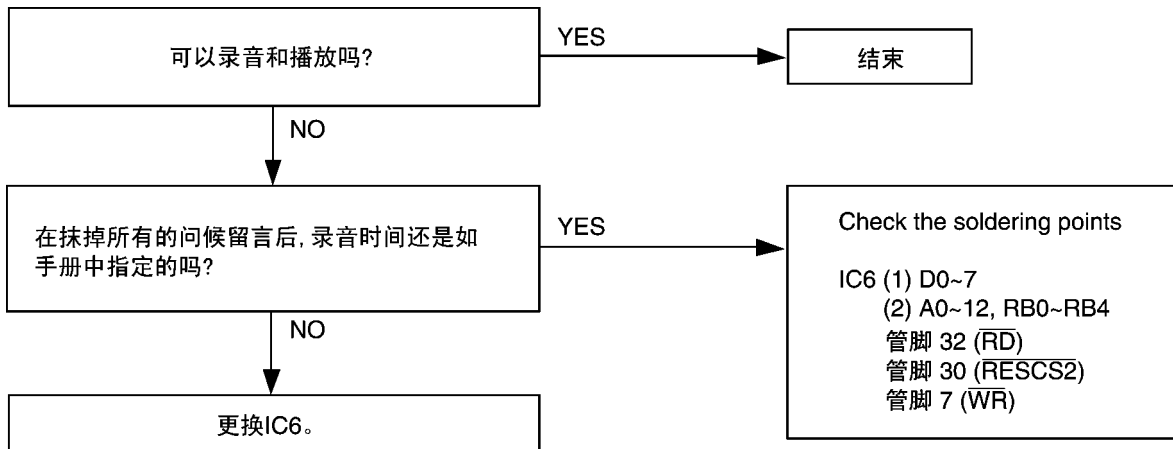 可以录音和播放吗?
YES
结束
NO
在抹掉所有的问候留言后, 录音时间还是如
手册中指定的吗?
YES
Check the soldering points
IC6 (1) D0~7
(2) A0~12, RB0~RB4
管脚 32 (R̅D̅)
管脚 30 (R̅E̅S̅C̅S̅2̅)
管脚 7 (W̅R̅)
NO
更换IC6。